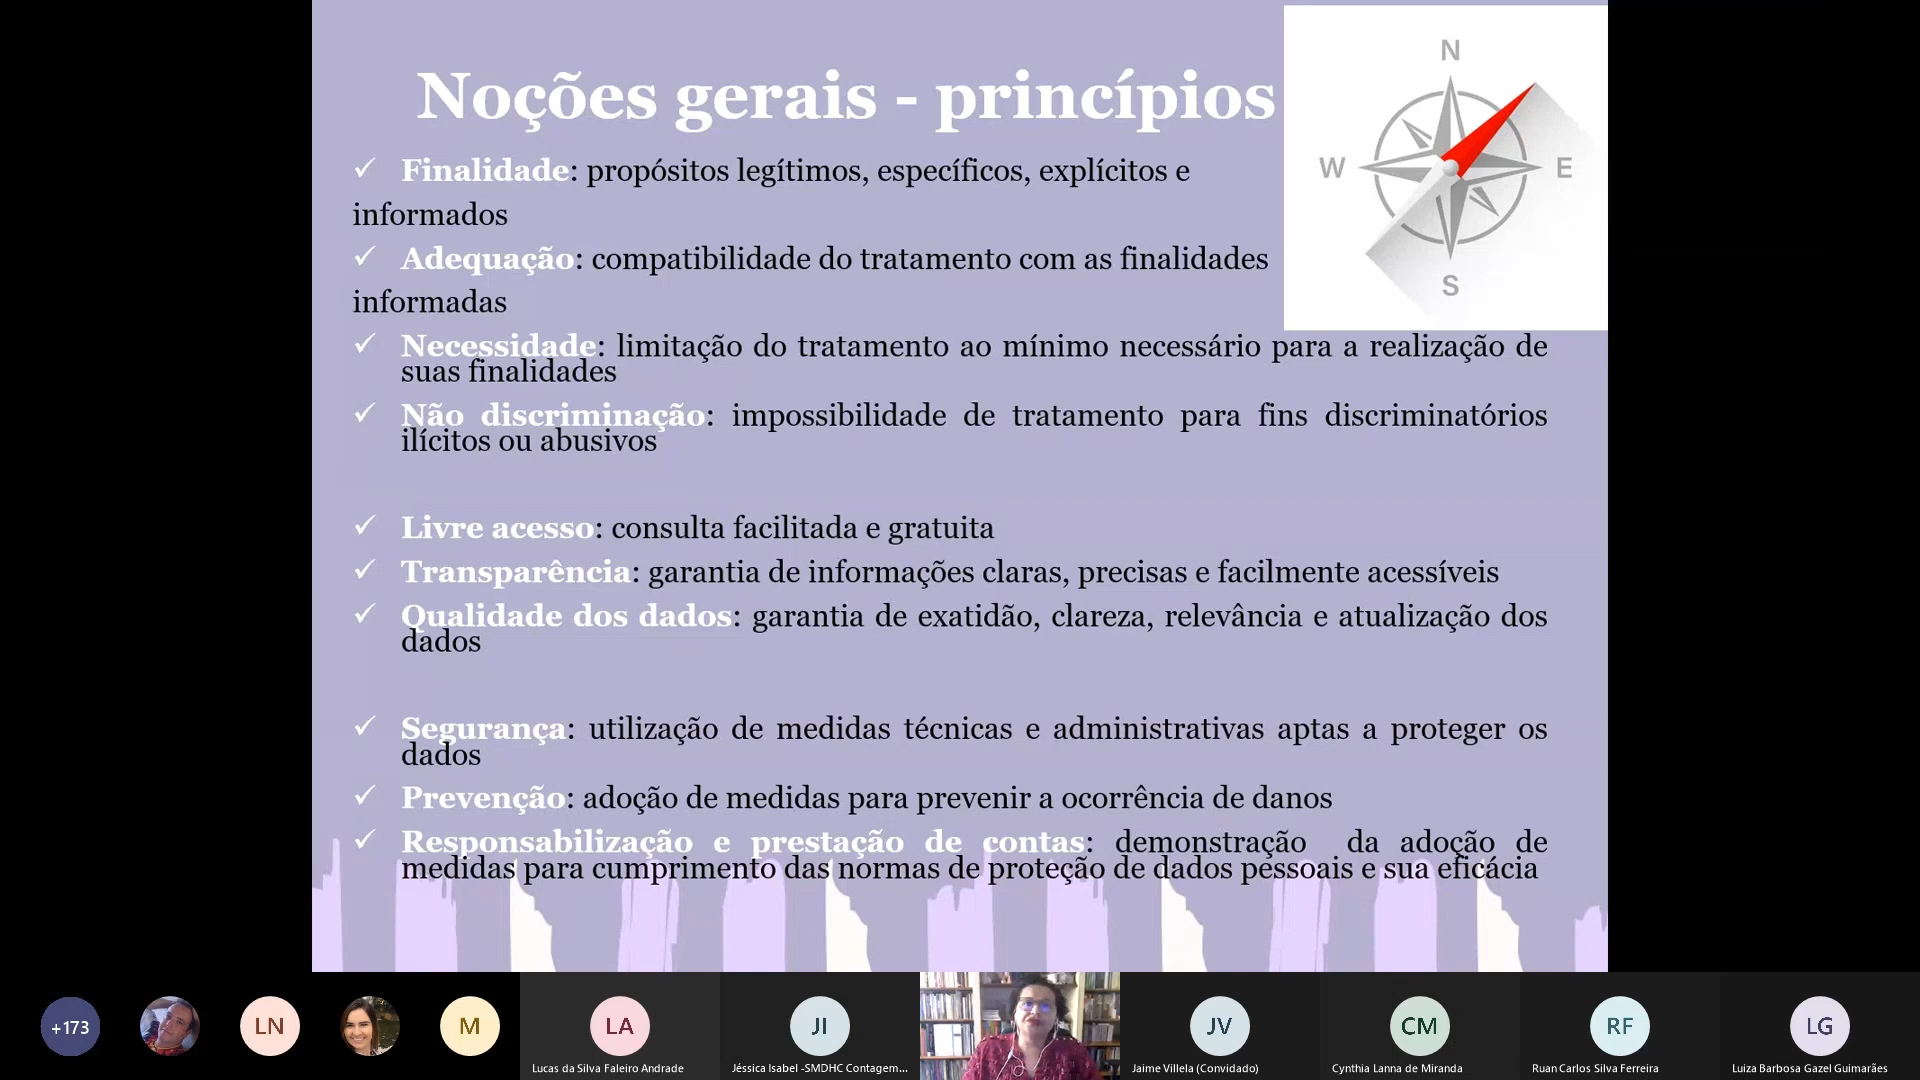 Noções gerais - princípios
N
W
E
S
✓ Finalidade: propósitos legítimos, específicos, explícitos e
informados
✓ Adequação: compatibilidade do tratamento com as finalidades
informadas
✓ Necessidade: limitação do tratamento ao mínimo necessário para a realização de
suas finalidades
✓ Não discriminação: impossibilidade de tratamento para fins discriminatórios
ilícitos ou abusivos
✓ Livre acesso: consulta facilitada e gratuita
✓ Transparência: garantia de informações claras, precisas e facilmente acessíveis
✓ Qualidade dos dados: garantia de exatidão, clareza, relevância e atualização dos
dados
✓ Segurança: utilização de medidas técnicas e administrativas aptas a proteger os
dados
✓ Prevenção: adoção de medidas para prevenir a ocorrência de danos
✓ Responsabilização e prestação de contas: demonstração da adoção de
medidas para cumprimento das normas de proteção de dados pessoais e sua eficácia
+173
LN
M
LA
JI
JV
CM
RF
LG
Lucas da Silva Faleiro Andrade
Jéssica Isabel -SMDHC Contagem...
Jaime Villela (Convidado)
Cynthia Lanna de Miranda
Ruan Carlos Silva Ferreira
Luiza Barbosa Gazel Guimarães